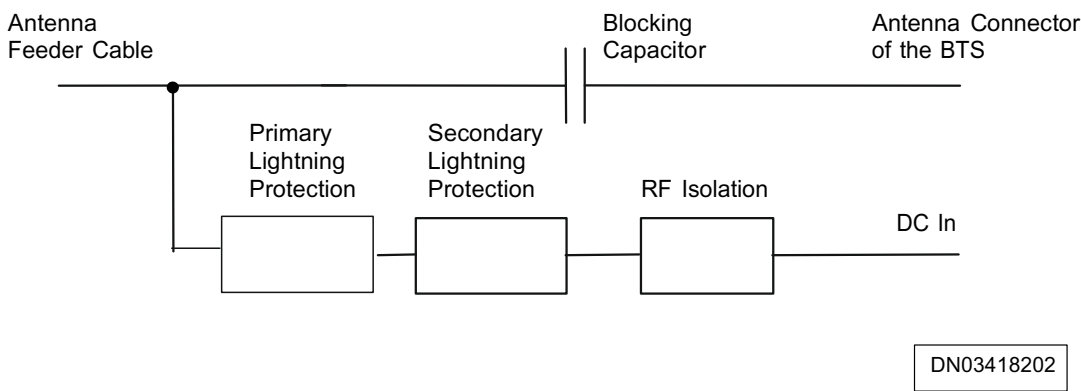 Antenna
Feeder Cable
Blocking
Capacitor
Antenna Connector
of the BTS
Primary
Lightning
Protection
Secondary
Lightning
Protection
RF Isolation
DC In
DN03418202